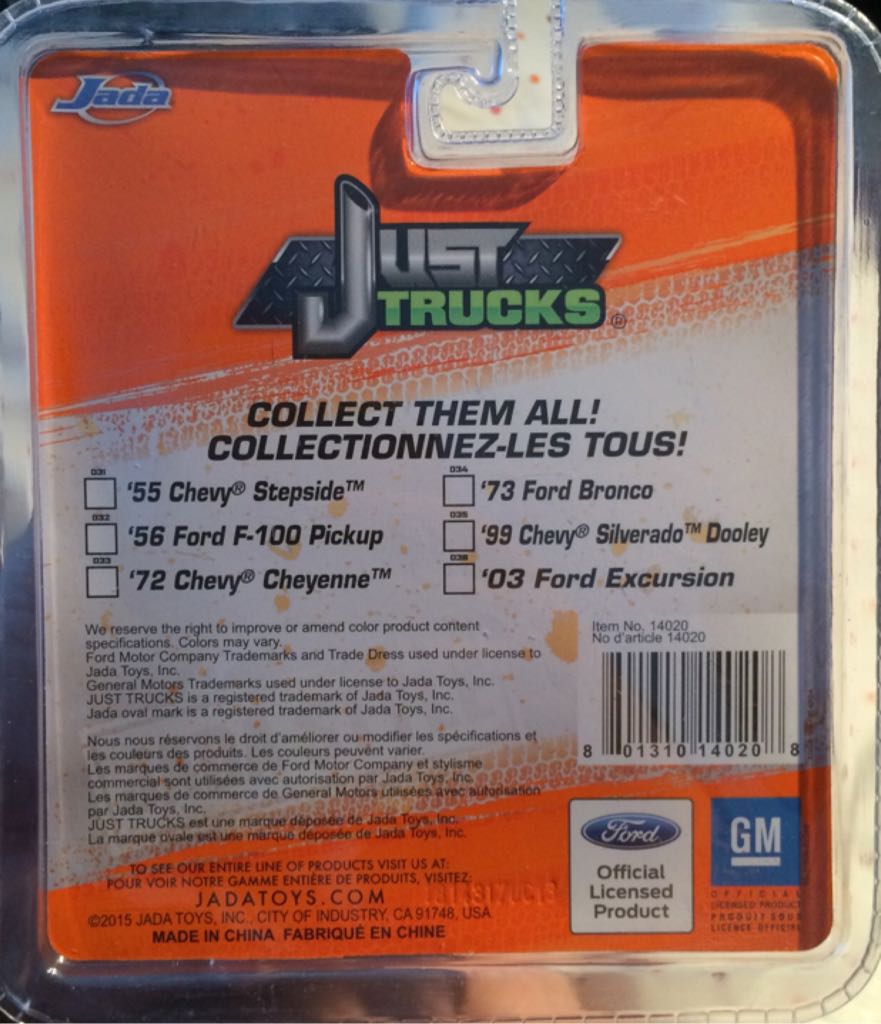 Jada
JUST
TRUCKS®
COLLECT THEM ALL!
COLLECTIONNEZ-LES TOUS!
031
'55 Chevy® Stepside™
032
'56 Ford F-100 Pickup
033
'72 Chevy® Cheyenne™
034
'73 Ford Bronco
035
'99 Chevy® Silverado™ Dooley
036
'03 Ford Excursion
We reserve the right to improve or amend color product content
specifications. Colors may vary.
Ford Motor Company Trademarks and Trade Dress used under license to
Jada Toys, Inc.
General Motors Trademarks used under license to Jada Toys, Inc.
JUST TRUCKS is a registered trademark of Jada Toys, Inc.
Jada oval mark is a registered trademark of Jada Toys, Inc.
Nous nous réservons le droit d'améliorer ou modifier les spécifications et
les couleurs des produits. Les couleurs peuvent varier.
Les marques de commerce de Ford Motor Company et stylisme
commercial sont utilisées avec autorisation par Jada Toys, Inc.
Les marques de commerce de General Motors utilisées avec autorisation
par Jada Toys, Inc.
JUST TRUCKS est une marque déposée de Jada Toys, Inc.
La marque ovale est une marque déposée de Jada Toys, Inc.
Item No. 14020
No d'article 14020
8 01310 14020 8
TO SEE OUR ENTIRE LINE OF PRODUCTS VISIT US AT:
POUR VOIR NOTRE GAMME ENTIÈRE DE PRODUITS, VISITEZ:
JADATOYS.COM
©2015 JADA TOYS, INC., CITY OF INDUSTRY, CA 91748, USA
MADE IN CHINA FABRIQUÉ EN CHINE
Ford
Official
Licensed
Product
GM
OFFICIAL
LICENSED PRODUCT
PRODUIT SOUS
LICENCE OFFICIEL